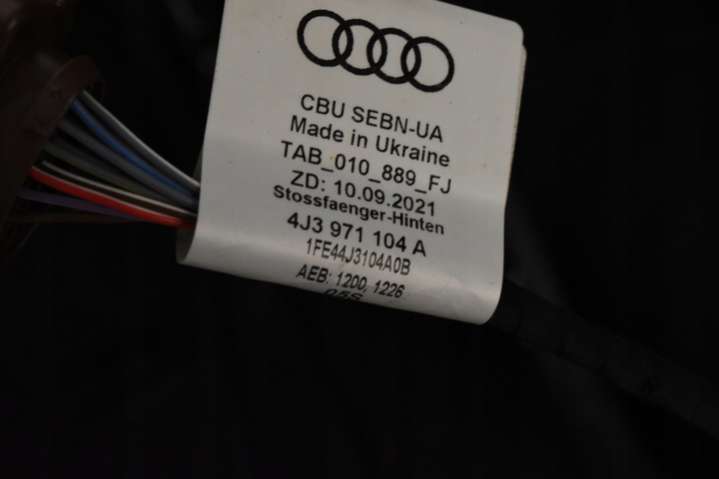 CBU SEBN-UA
Made in Ukraine
TAB_010_889_FJ
ZD: 10.09.2021
Stossfaenger-Hinten
4J3 971 104 A
1FE44J3104A0B
AEB: 1200, 1226